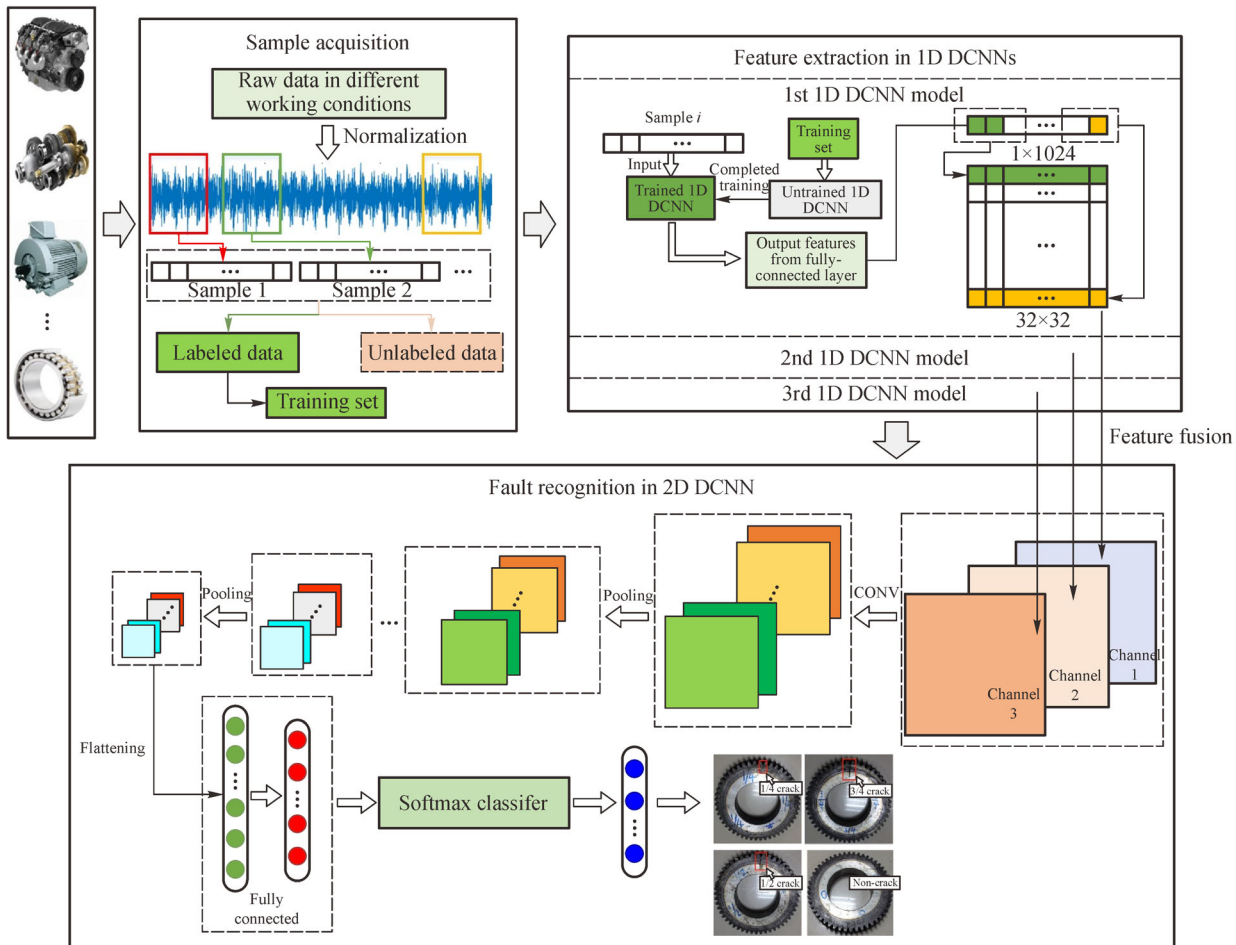 Sample acquisition
Raw data in different
working conditions
Normalization
...
Sample 1
...
Sample 2
...
Labeled data
Unlabeled data
Training set
Feature extraction in 1D DCNNs
1st 1D DCNN model
Sample i
...
Input
Training
set
Completed
training
Trained 1D
DCNN
Untrained 1D
DCNN
Output features
from fully-
connected layer
...
1×1024
...
...
...
...
32×32
2nd 1D DCNN model
3rd 1D DCNN model
Feature fusion
Fault recognition in 2D DCNN
Pooling
...
Pooling
CONV
Channel
1
Channel
2
Channel
3
Flattening
Fully
connected
Softmax classifer
1/4 crack
3/4 crack
1/2 crack
Non-crack